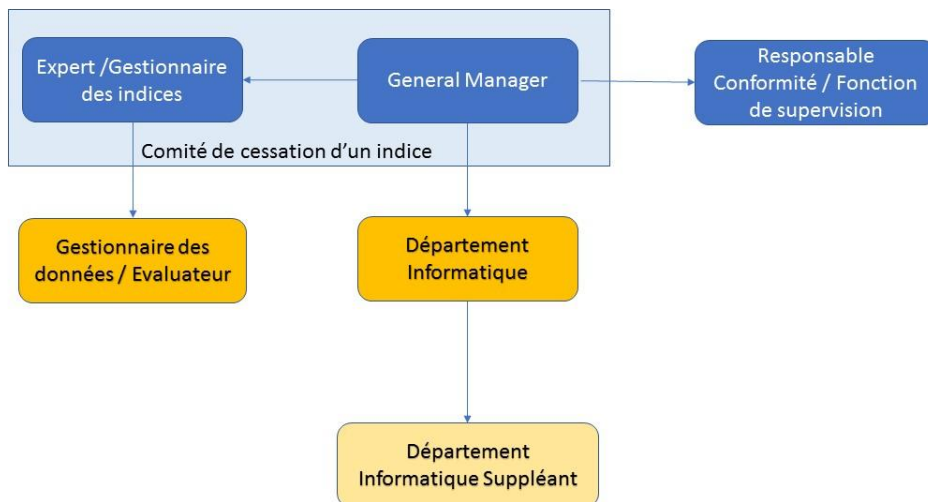 Expert /Gestionnaire
des indices
General Manager
Responsable
Conformité / Fonction
de supervision
Comité de cessation d'un indice
Gestionnaire des
données / Evaluateur
Département
Informatique
Département
Informatique Suppléant